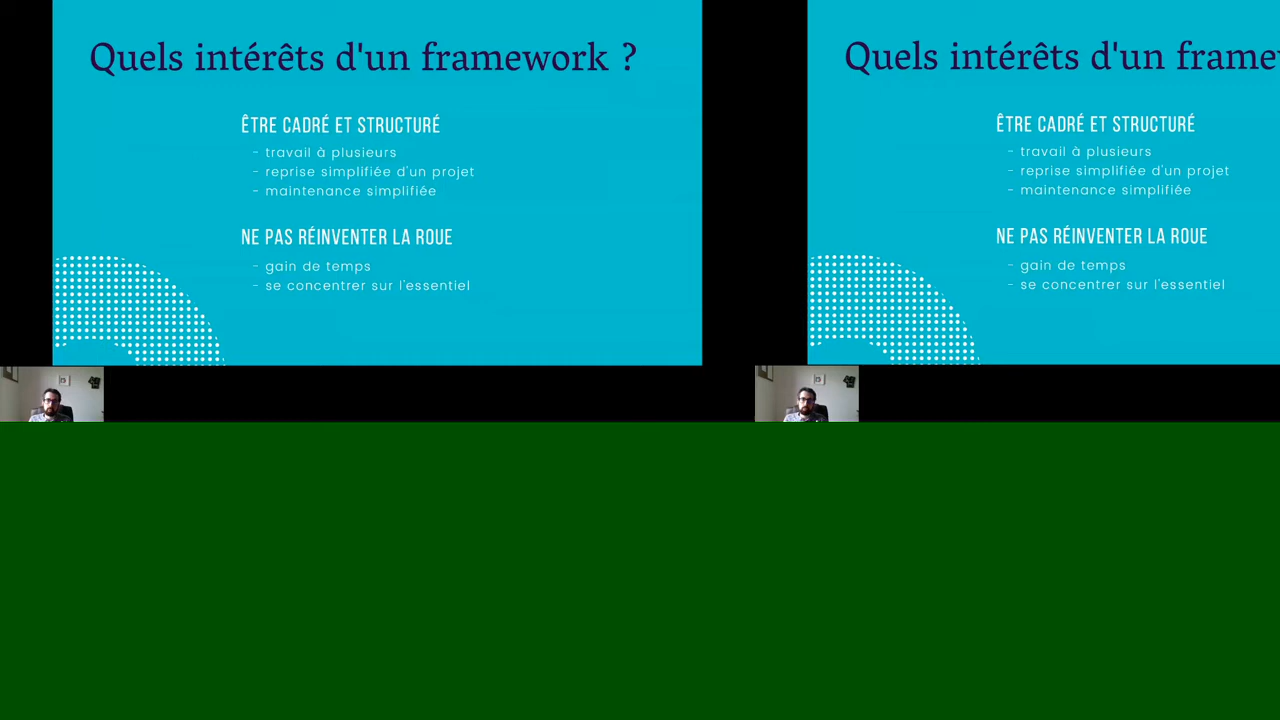 Quels intérêts d'un framework ?
ÊTRE CADRÉ ET STRUCTURÉ
- travail à plusieurs
- reprise simplifiée d'un projet
- maintenance simplifiée
NE PAS RÉINVENTER LA ROUE
- gain de temps
- se concentrer sur l'essentiel
Quels intérêts d'un frame
ÊTRE CADRÉ ET STRUCTURÉ
- travail à plusieurs
- reprise simplifiée d'un projet
- maintenance simplifiée
NE PAS RÉINVENTER LA ROUE
- gain de temps
- se concentrer sur l'essentiel